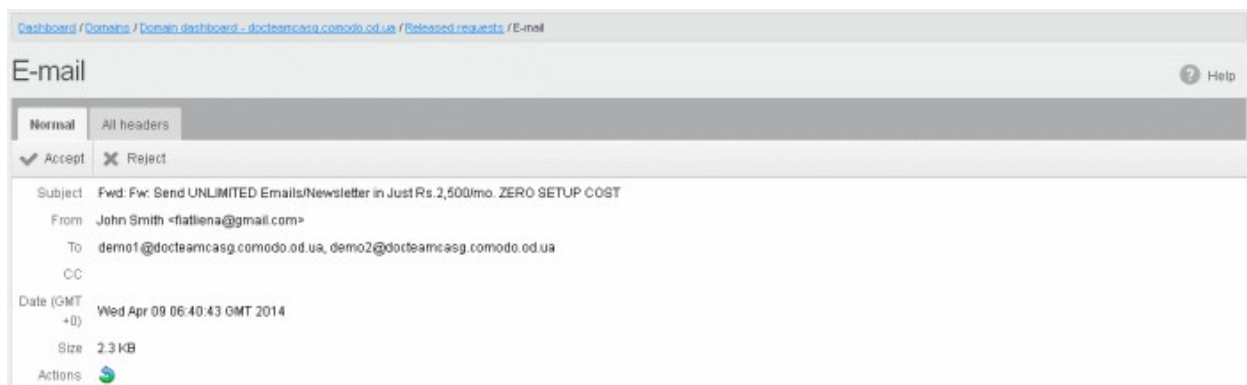 Dashboard / Domains / Domain dashboard - docteamcasg.comodo.od.ua / Released requests / E-mail
E-mail
Help
Normal All headers
Accept Reject
Subject Fwd: Fw: Send UNLIMITED Emails/Newsletter in Just Rs.2,500/mo. ZERO SETUP COST
From John Smith <fiatliena@gmail.com>
To demo1@docteamcasg.comodo.od.ua, demo2@docteamcasg.comodo.od.ua
CC
Date (GMT
+0) Wed Apr 09 06:40:43 GMT 2014
Size 2.3 KB
Actions